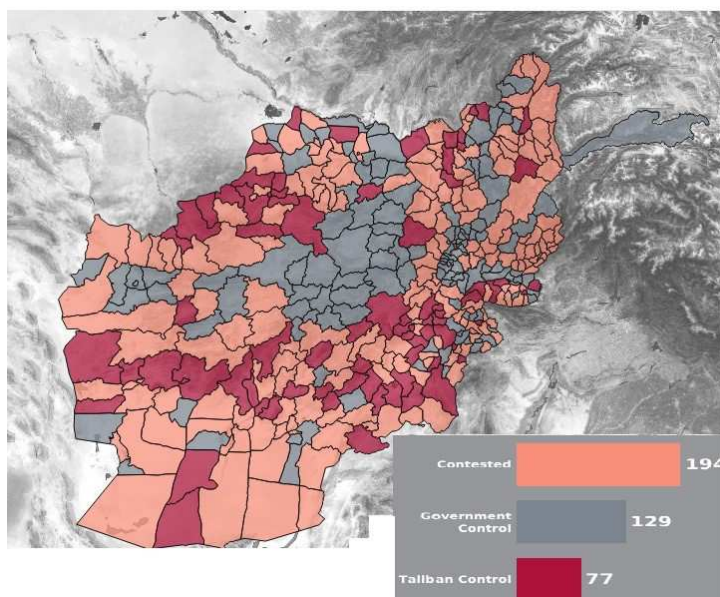 Contested
194
Government
Control
129
Taliban Control
77